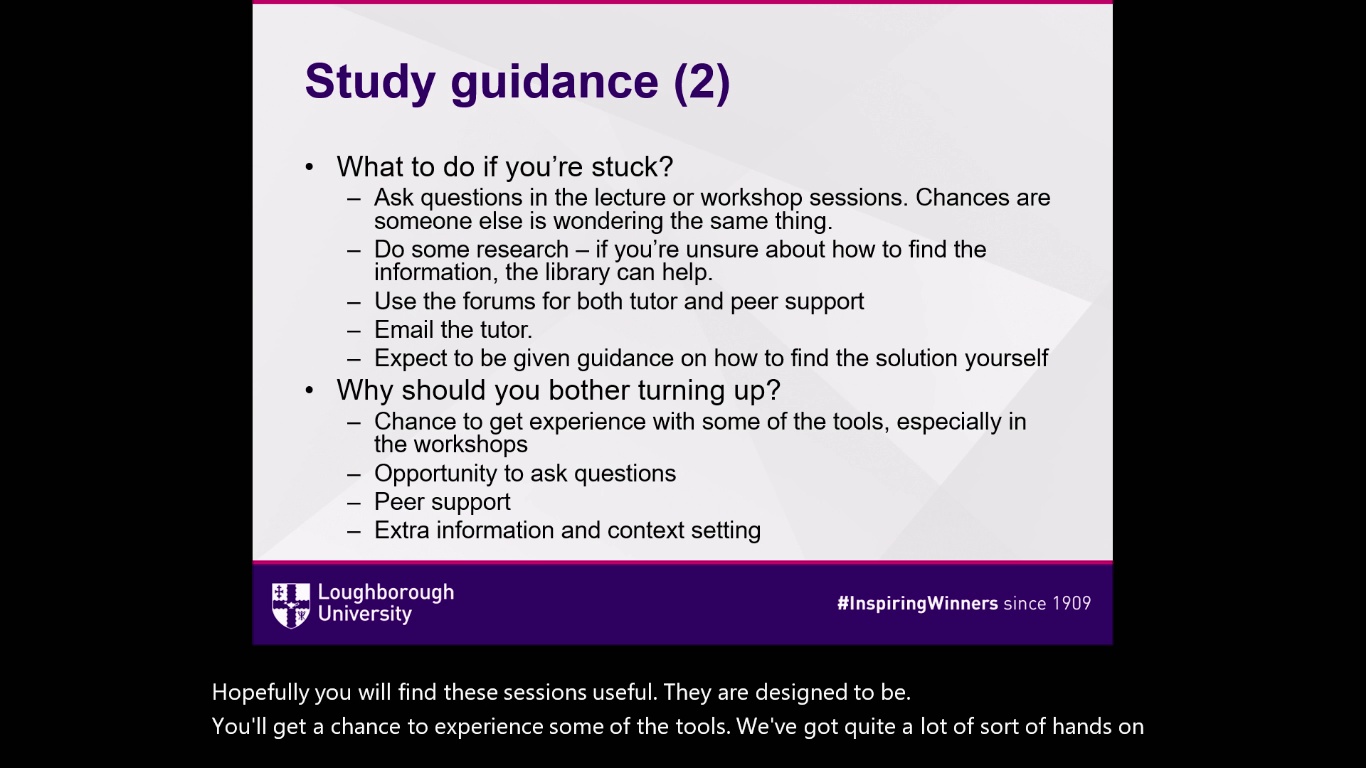 Study guidance (2)
• What to do if you’re stuck?
– Ask questions in the lecture or workshop sessions. Chances are
someone else is wondering the same thing.
– Do some research – if you’re unsure about how to find the
information, the library can help.
– Use the forums for both tutor and peer support
– Email the tutor.
– Expect to be given guidance on how to find the solution yourself
• Why should you bother turning up?
– Chance to get experience with some of the tools, especially in
the workshops
– Opportunity to ask questions
– Peer support
– Extra information and context setting
Loughborough
University
#InspiringWinners since 1909
Hopefully you will find these sessions useful. They are designed to be.
You'll get a chance to experience some of the tools. We've got quite a lot of sort of hands on